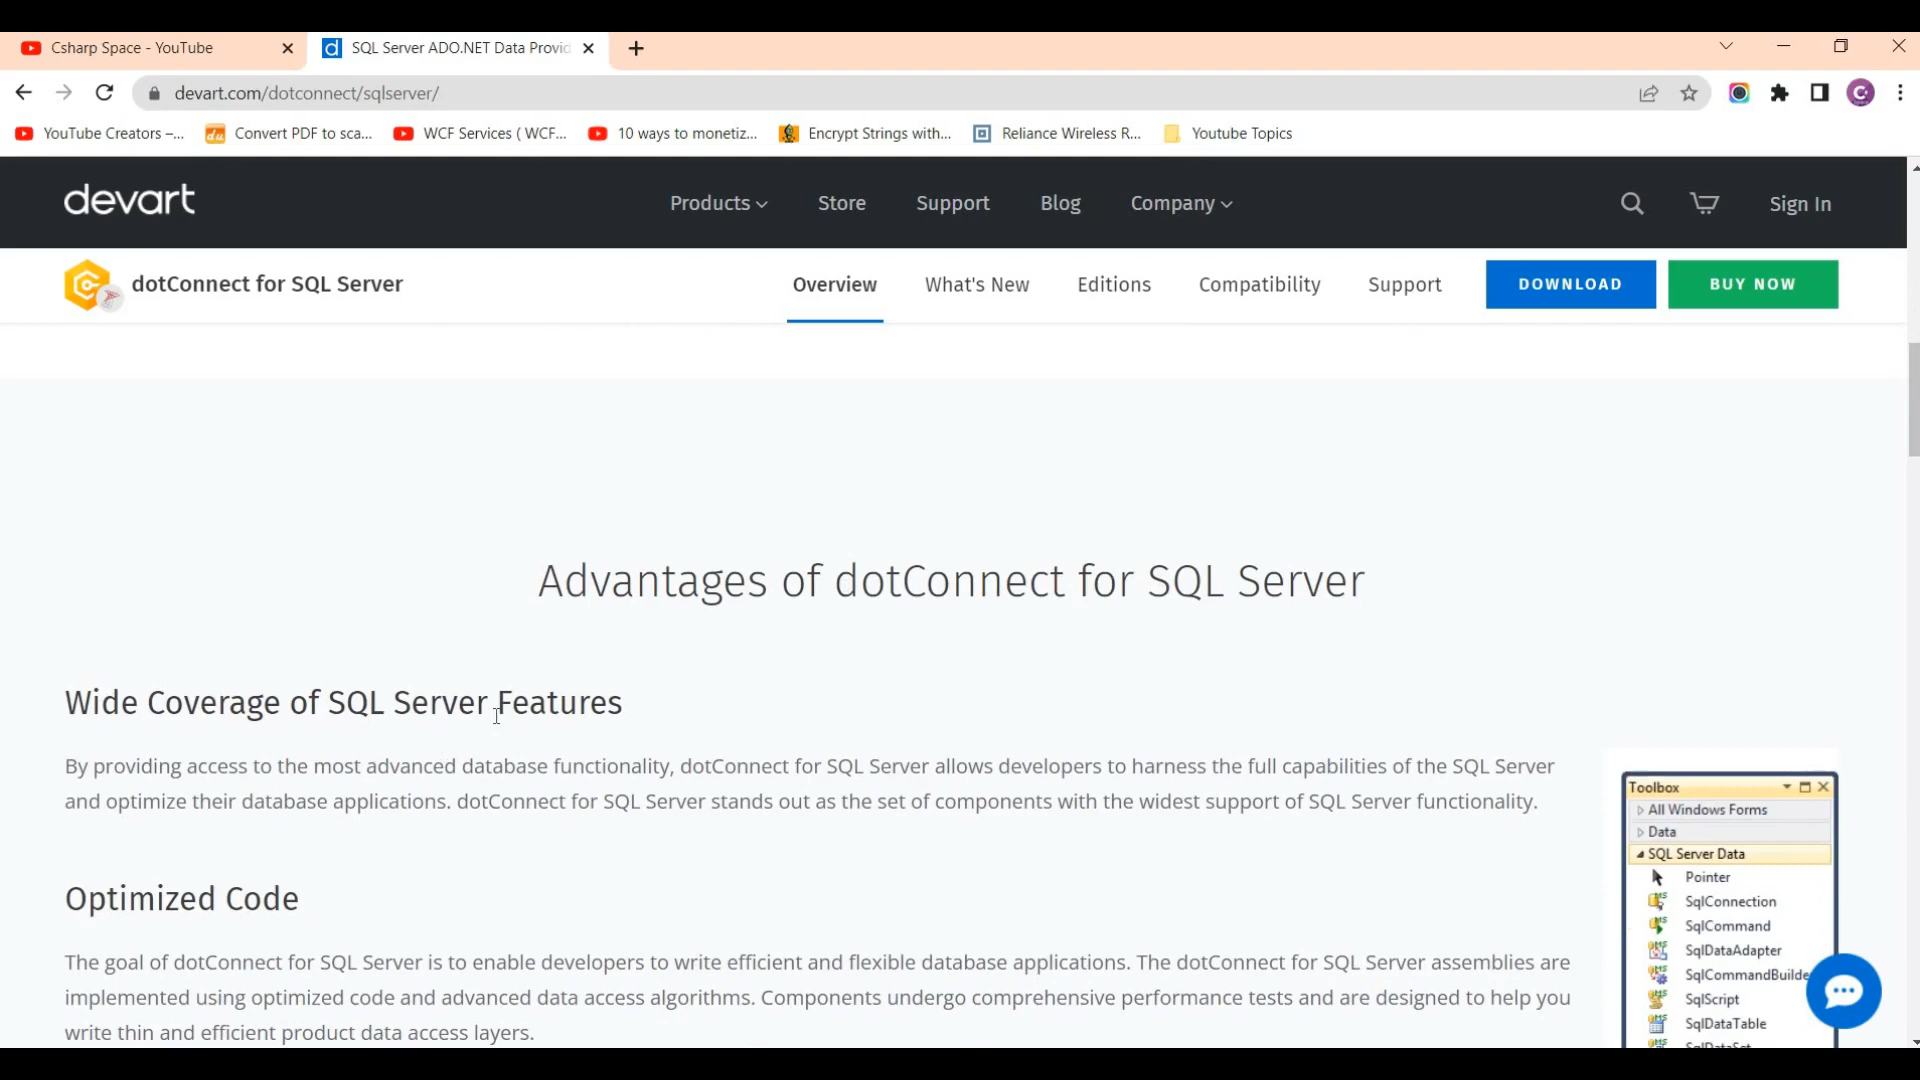 Csharp Space - YouTube
SQL Server ADO.NET Data Provid
devart.com/dotconnect/sqlserver/
YouTube Creators –...
Convert PDF to sca...
WCF Services ( WCF...
10 ways to monetiz...
Encrypt Strings with...
Reliance Wireless R...
Youtube Topics
devart
Products
Store
Support
Blog
Company
Sign In
dotConnect for SQL Server
Overview
What's New
Editions
Compatibility
Support
DOWNLOAD
BUY NOW
Advantages of dotConnect for SQL Server
Wide Coverage of SQL Server Features
By providing access to the most advanced database functionality, dotConnect for SQL Server allows developers to harness the full capabilities of the SQL Server
and optimize their database applications. dotConnect for SQL Server stands out as the set of components with the widest support of SQL Server functionality.
Optimized Code
The goal of dotConnect for SQL Server is to enable developers to write efficient and flexible database applications. The dotConnect for SQL Server assemblies are
implemented using optimized code and advanced data access algorithms. Components undergo comprehensive performance tests and are designed to help you
write thin and efficient product data access layers.
Toolbox
All Windows Forms
Data
SQL Server Data
Pointer
SqlConnection
SqlCommand
SqlDataAdapter
SqlCommandBuilde
SqlScript
SqlDataTable
SqlDataSet